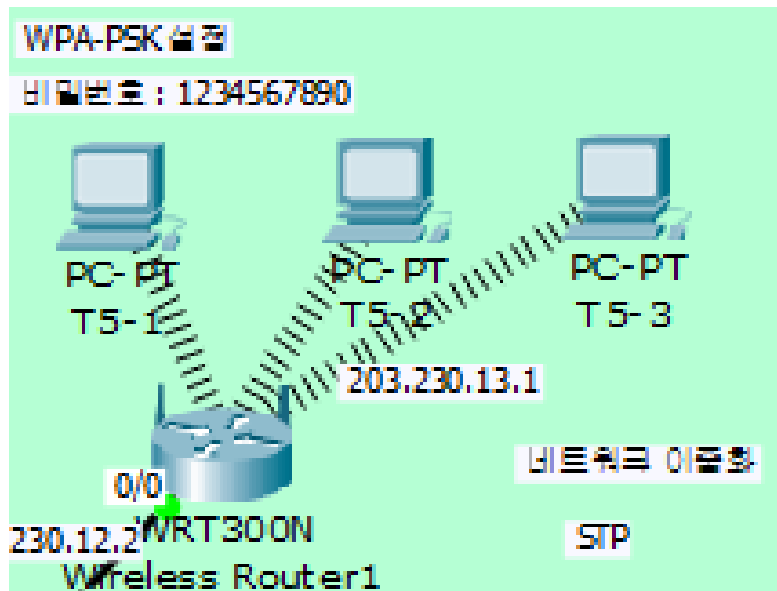 WPA-PSK 설정
비밀번호 : 1234567890
PC-PT
T5-1
PC-PT
T5-2
PC-PT
T5-3
203.230.13.1
0/0
230.12.2
WRT300N
Wireless Router1
네트워크 이중화
STP